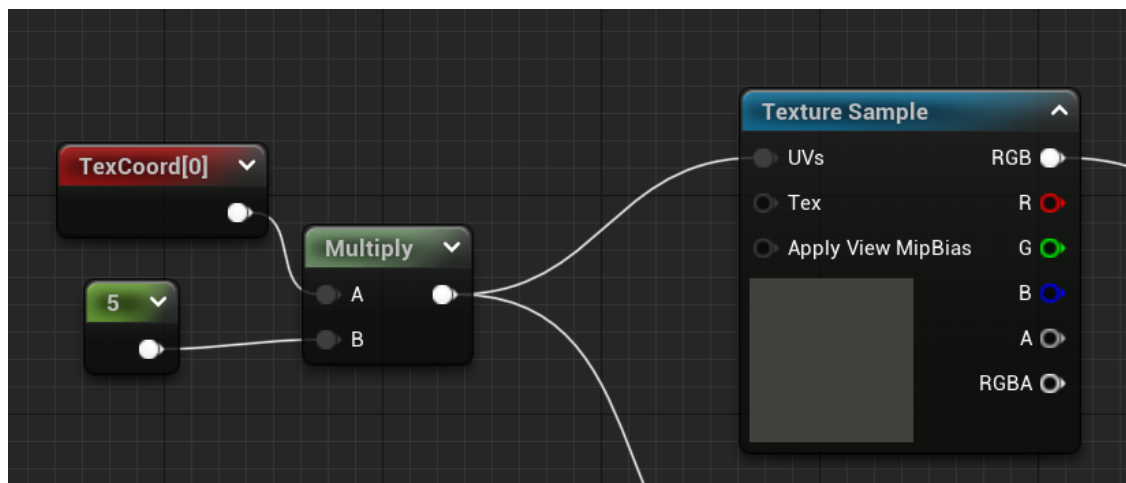 TexCoord[0]
5
Multiply
A
B
Texture Sample
UVs RGB
Tex R
Apply View MipBias G
B
A
RGBA